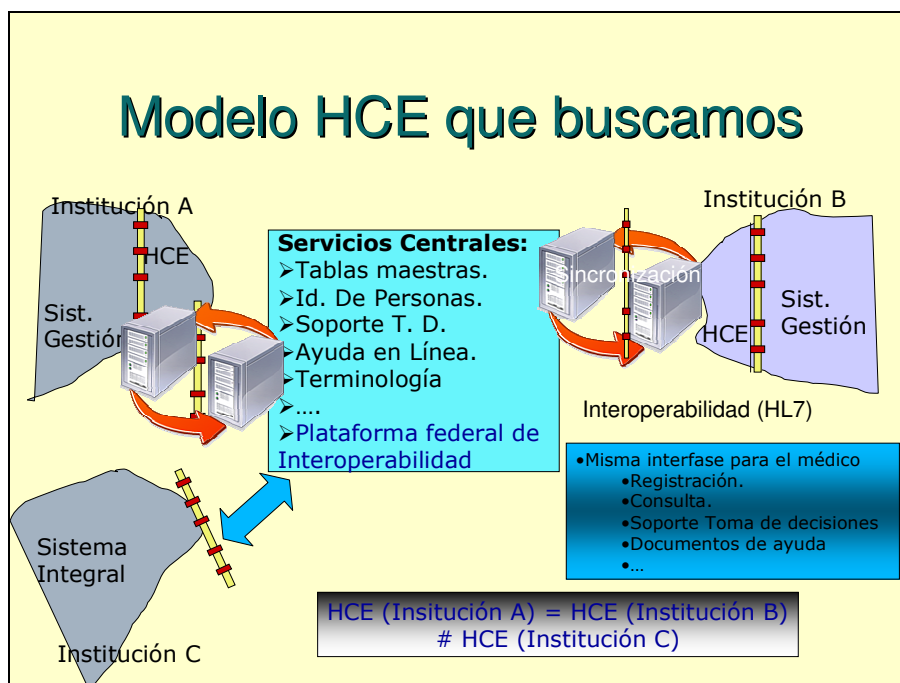 Modelo HCE que buscamos
Institución A
HCE
Sist.
Gestión
Servicios Centrales:
➢Tablas maestras.
➢Id. De Personas.
➢Soporte T. D.
➢Ayuda en Línea.
➢Terminología
➢....
➢Plataforma federal de
Interoperabilidad
Institución B
Sincronización
HCE
Sist.
Gestión
Interoperabilidad (HL7)
•Misma interfase para el médico
•Registración.
•Consulta.
•Soporte Toma de decisiones
•Documentos de ayuda
•...
Sistema
Integral
Institución C
HCE (Insitución A) = HCE (Institución B)
# HCE (Institución C)